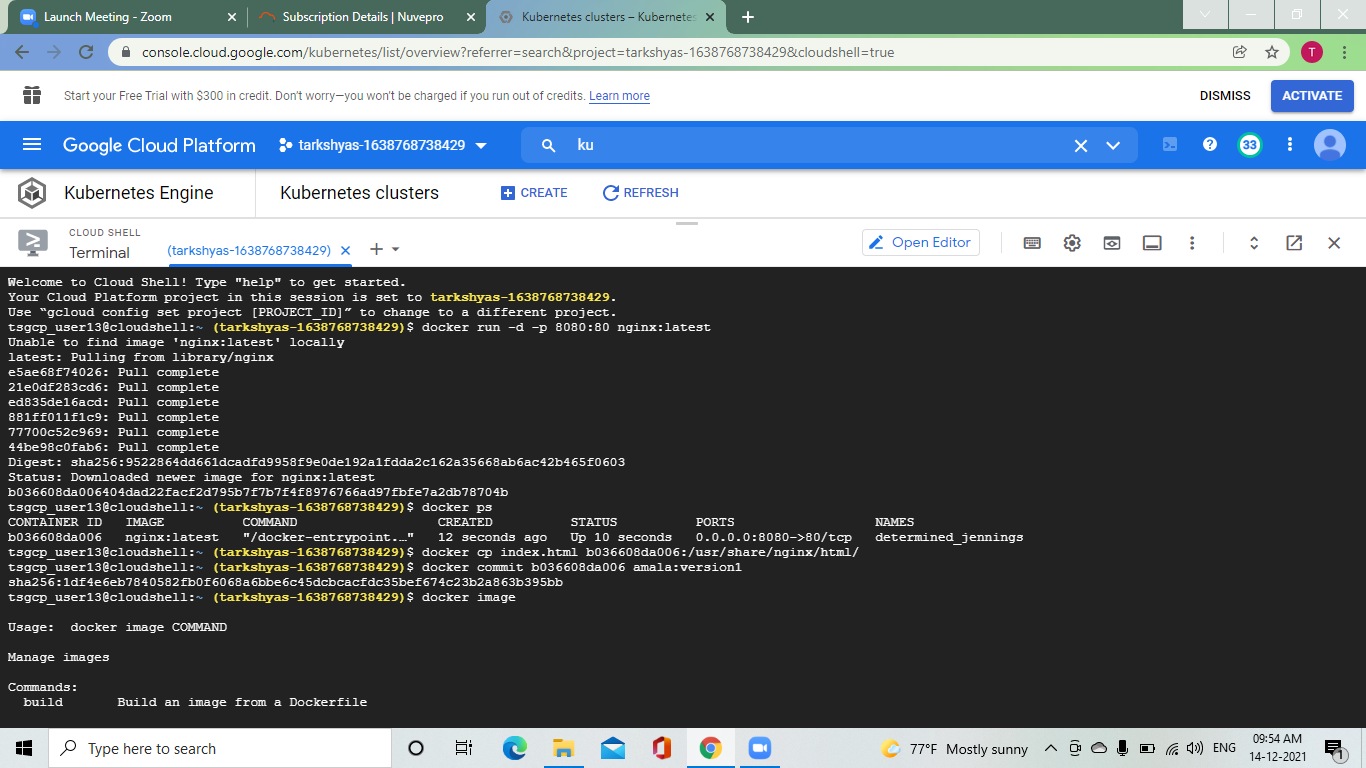 Launch Meeting - Zoom
Subscription Details | Nuvepro
Kubernetes clusters – Kubernetes
console.cloud.google.com/kubernetes/list/overview?referrer=search&project=tarkshyas-1638768738429&cloudshell=true
T
Start your Free Trial with $300 in credit. Don't worry—you won't be charged if you run out of credits. Learn more
DISMISS
ACTIVATE
Google Cloud Platform
tarkshyas-1638768738429
ku
33
Kubernetes Engine
Kubernetes clusters
CREATE
REFRESH
CLOUD SHELL
Terminal
(tarkshyas-1638768738429)
Open Editor
Welcome to Cloud Shell! Type "help" to get started.
Your Cloud Platform project in this session is set to tarkshyas-1638768738429.
Use “gcloud config set project [PROJECT_ID]” to change to a different project.
tsgcp_user13@cloudshell:~ (tarkshyas-1638768738429)$ docker run -d -p 8080:80 nginx:latest
Unable to find image 'nginx:latest' locally
latest: Pulling from library/nginx
e5ae68f74026: Pull complete
21e0df283cd6: Pull complete
ed835de16acd: Pull complete
881ff011f1c9: Pull complete
77700c52c969: Pull complete
44be98c0fab6: Pull complete
Digest: sha256:9522864dd661dcadfd9958f9e0de192a1fdda2c162a35668ab6ac42b465f0603
Status: Downloaded newer image for nginx:latest
b036608da006404dad22facf2d795b7f7b7f4f8976766ad97fbfe7a2db78704b
tsgcp_user13@cloudshell:~ (tarkshyas-1638768738429)$ docker ps
CONTAINER ID IMAGE COMMAND CREATED STATUS PORTS NAMES
b036608da006 nginx:latest "/docker-entrypoint.…" 12 seconds ago Up 10 seconds 0.0.0.0:8080->80/tcp determined_jennings
tsgcp_user13@cloudshell:~ (tarkshyas-1638768738429)$ docker cp index.html b036608da006:/usr/share/nginx/html/
tsgcp_user13@cloudshell:~ (tarkshyas-1638768738429)$ docker commit b036608da006 amala:version1
sha256:1df4e6eb7840582fb0f6068a6bbe6c45dcbcacfdc35bef674c23b2a863b395bb
tsgcp_user13@cloudshell:~ (tarkshyas-1638768738429)$ docker image
Usage: docker image COMMAND
Manage images
Commands:
build Build an image from a Dockerfile
Type here to search
77°F Mostly sunny
ENG
09:54 AM
14-12-2021
1